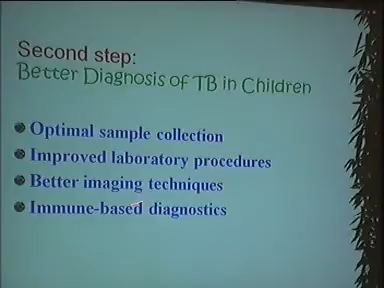 Second step:
Better Diagnosis of TB in Children
Optimal sample collection
Improved laboratory procedures
Better imaging techniques
Immune-based diagnostics